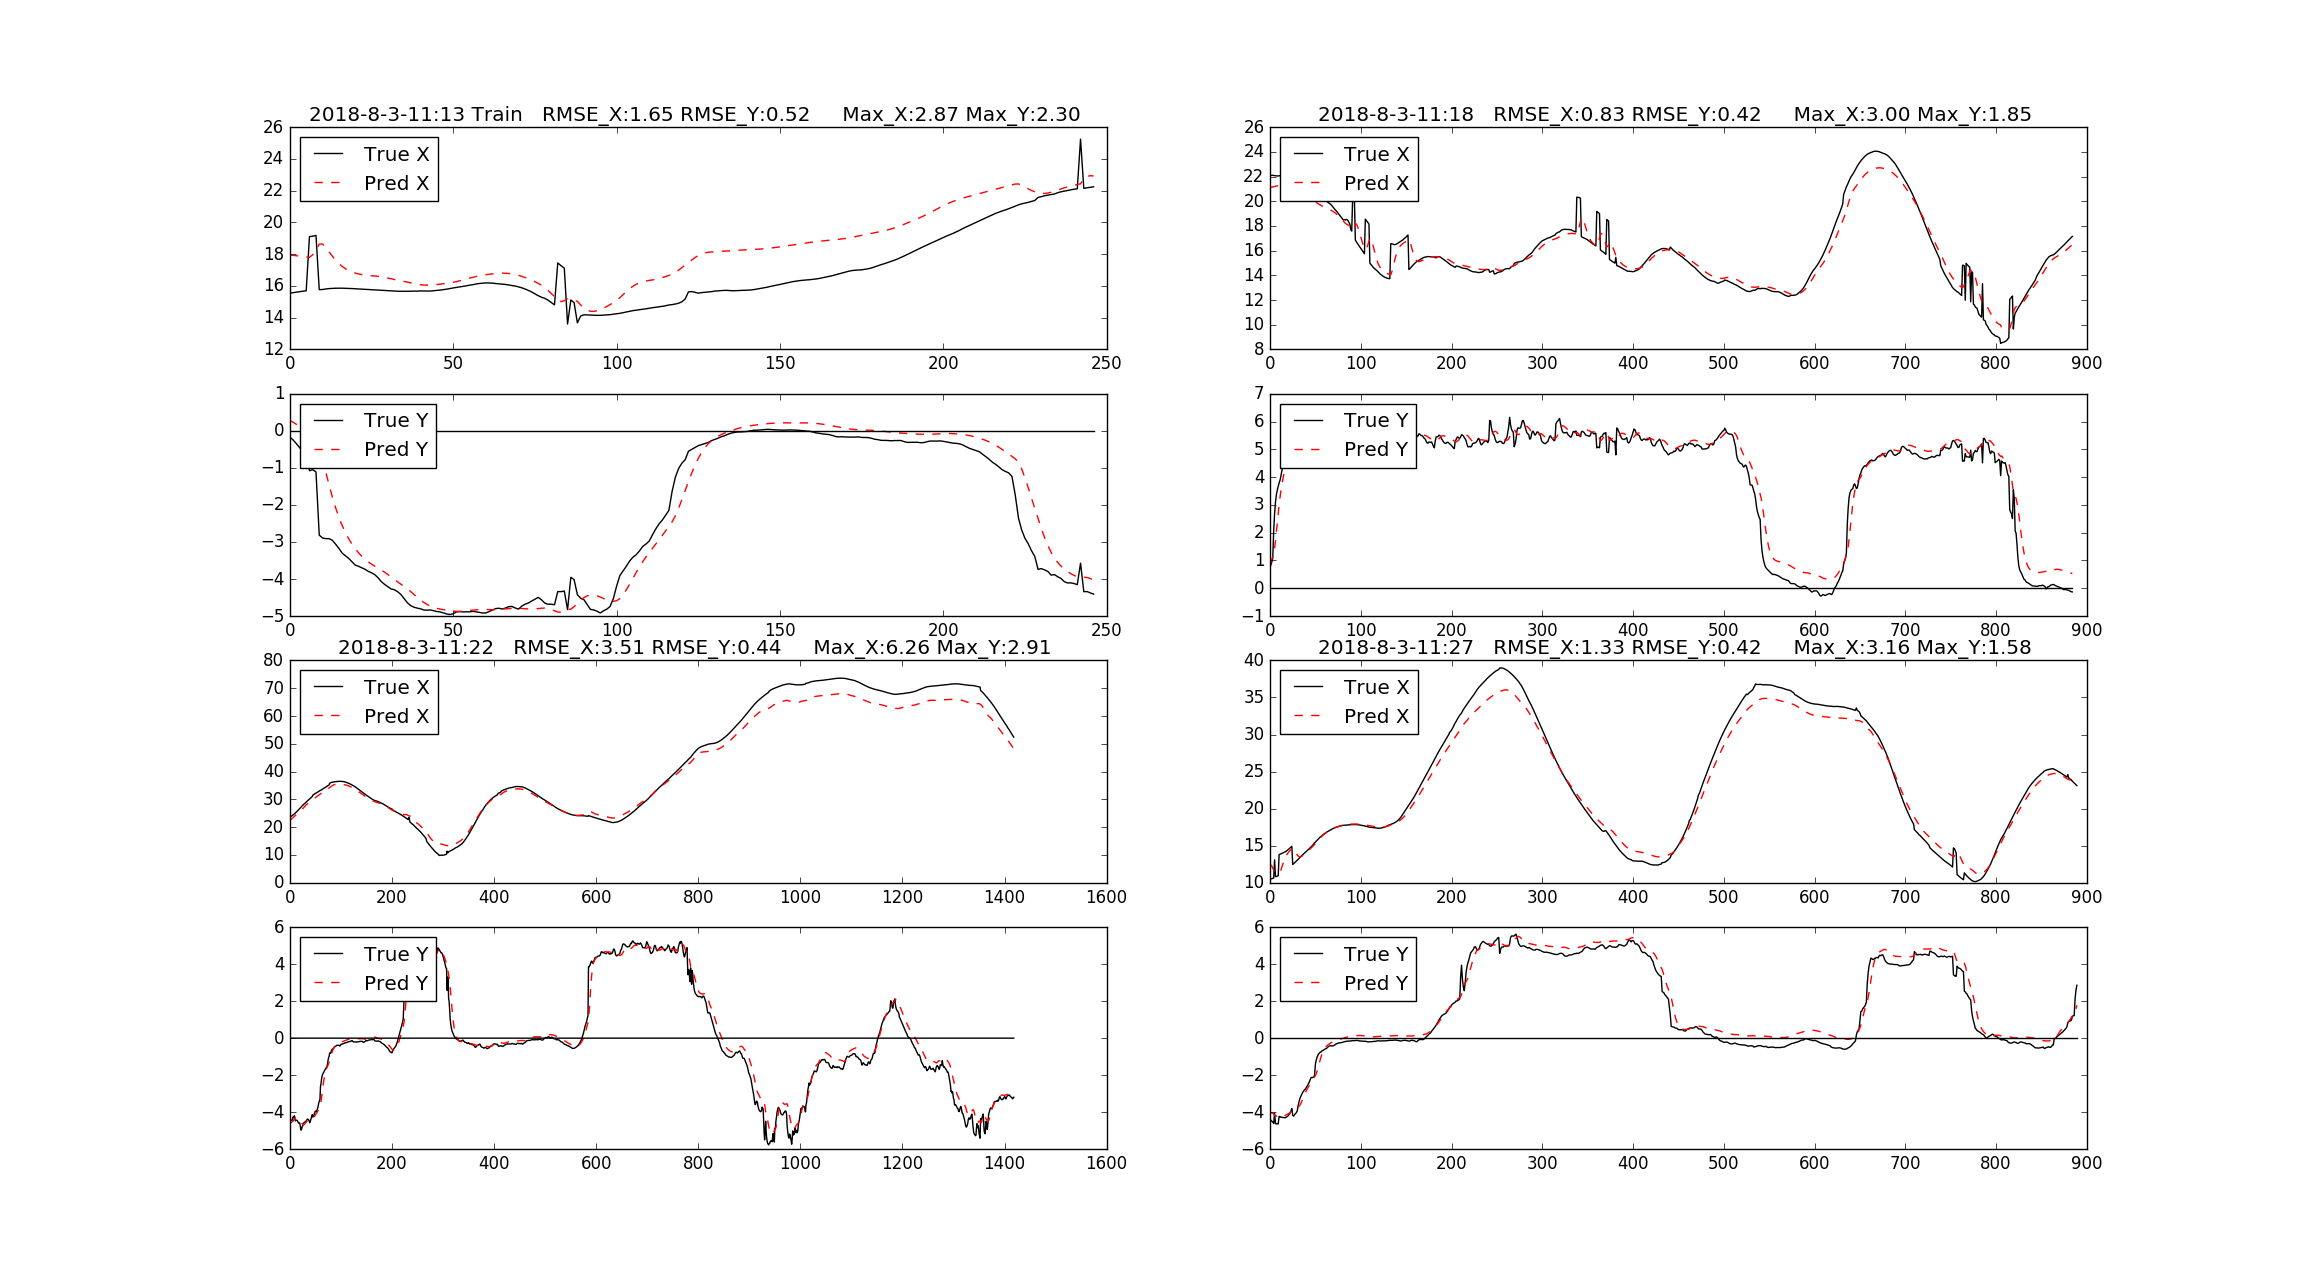 2018-8-3-11:13 Train RMSE_X:1.65 RMSE_Y:0.52 Max_X:2.87 Max_Y:2.30
26
24
22
20
18
16
14
12
True X
Pred X
0 50 100 150 200 250
1
0
−1
−2
−3
−4
−5
True Y
Pred Y
0 50 100 150 200 250
2018-8-3-11:18 RMSE_X:0.83 RMSE_Y:0.42 Max_X:3.00 Max_Y:1.85
26
24
22
20
18
16
14
12
10
8
True X
Pred X
0 100 200 300 400 500 600 700 800 900
7
6
5
4
3
2
1
0
−1
True Y
Pred Y
0 100 200 300 400 500 600 700 800 900
2018-8-3-11:22 RMSE_X:3.51 RMSE_Y:0.44 Max_X:6.26 Max_Y:2.91
80
70
60
50
40
30
20
10
0
True X
Pred X
0 200 400 600 800 1000 1200 1400 1600
6
4
2
0
−2
−4
−6
True Y
Pred Y
0 200 400 600 800 1000 1200 1400 1600
2018-8-3-11:27 RMSE_X:1.33 RMSE_Y:0.42 Max_X:3.16 Max_Y:1.58
40
35
30
25
20
15
10
True X
Pred X
0 100 200 300 400 500 600 700 800 900
6
4
2
0
−2
−4
−6
True Y
Pred Y
0 100 200 300 400 500 600 700 800 900